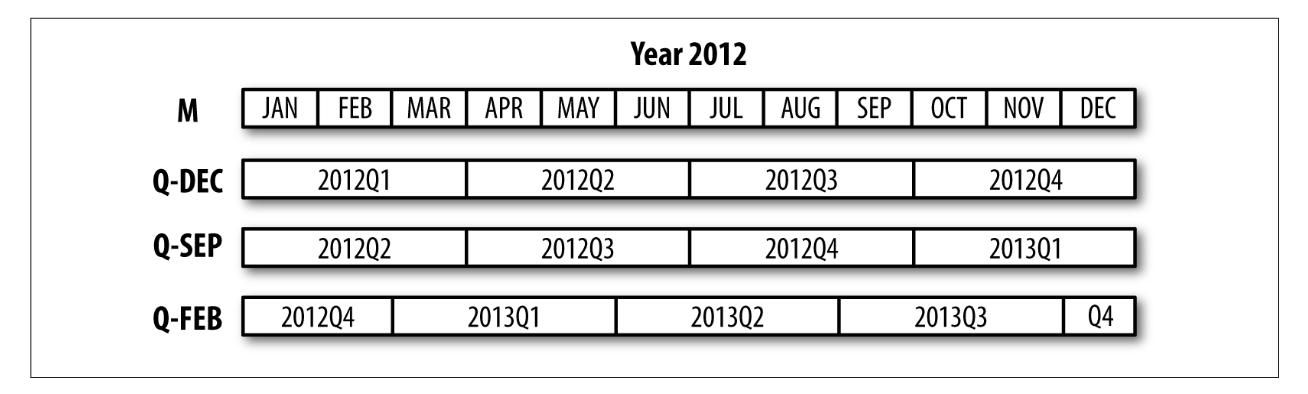 Year 2012
M JAN FEB MAR APR MAY JUN JUL AUG SEP OCT NOV DEC
Q-DEC 2012Q1 2012Q2 2012Q3 2012Q4
Q-SEP 2012Q2 2012Q3 2012Q4 2013Q1
Q-FEB 2012Q4 2013Q1 2013Q2 2013Q3 Q4